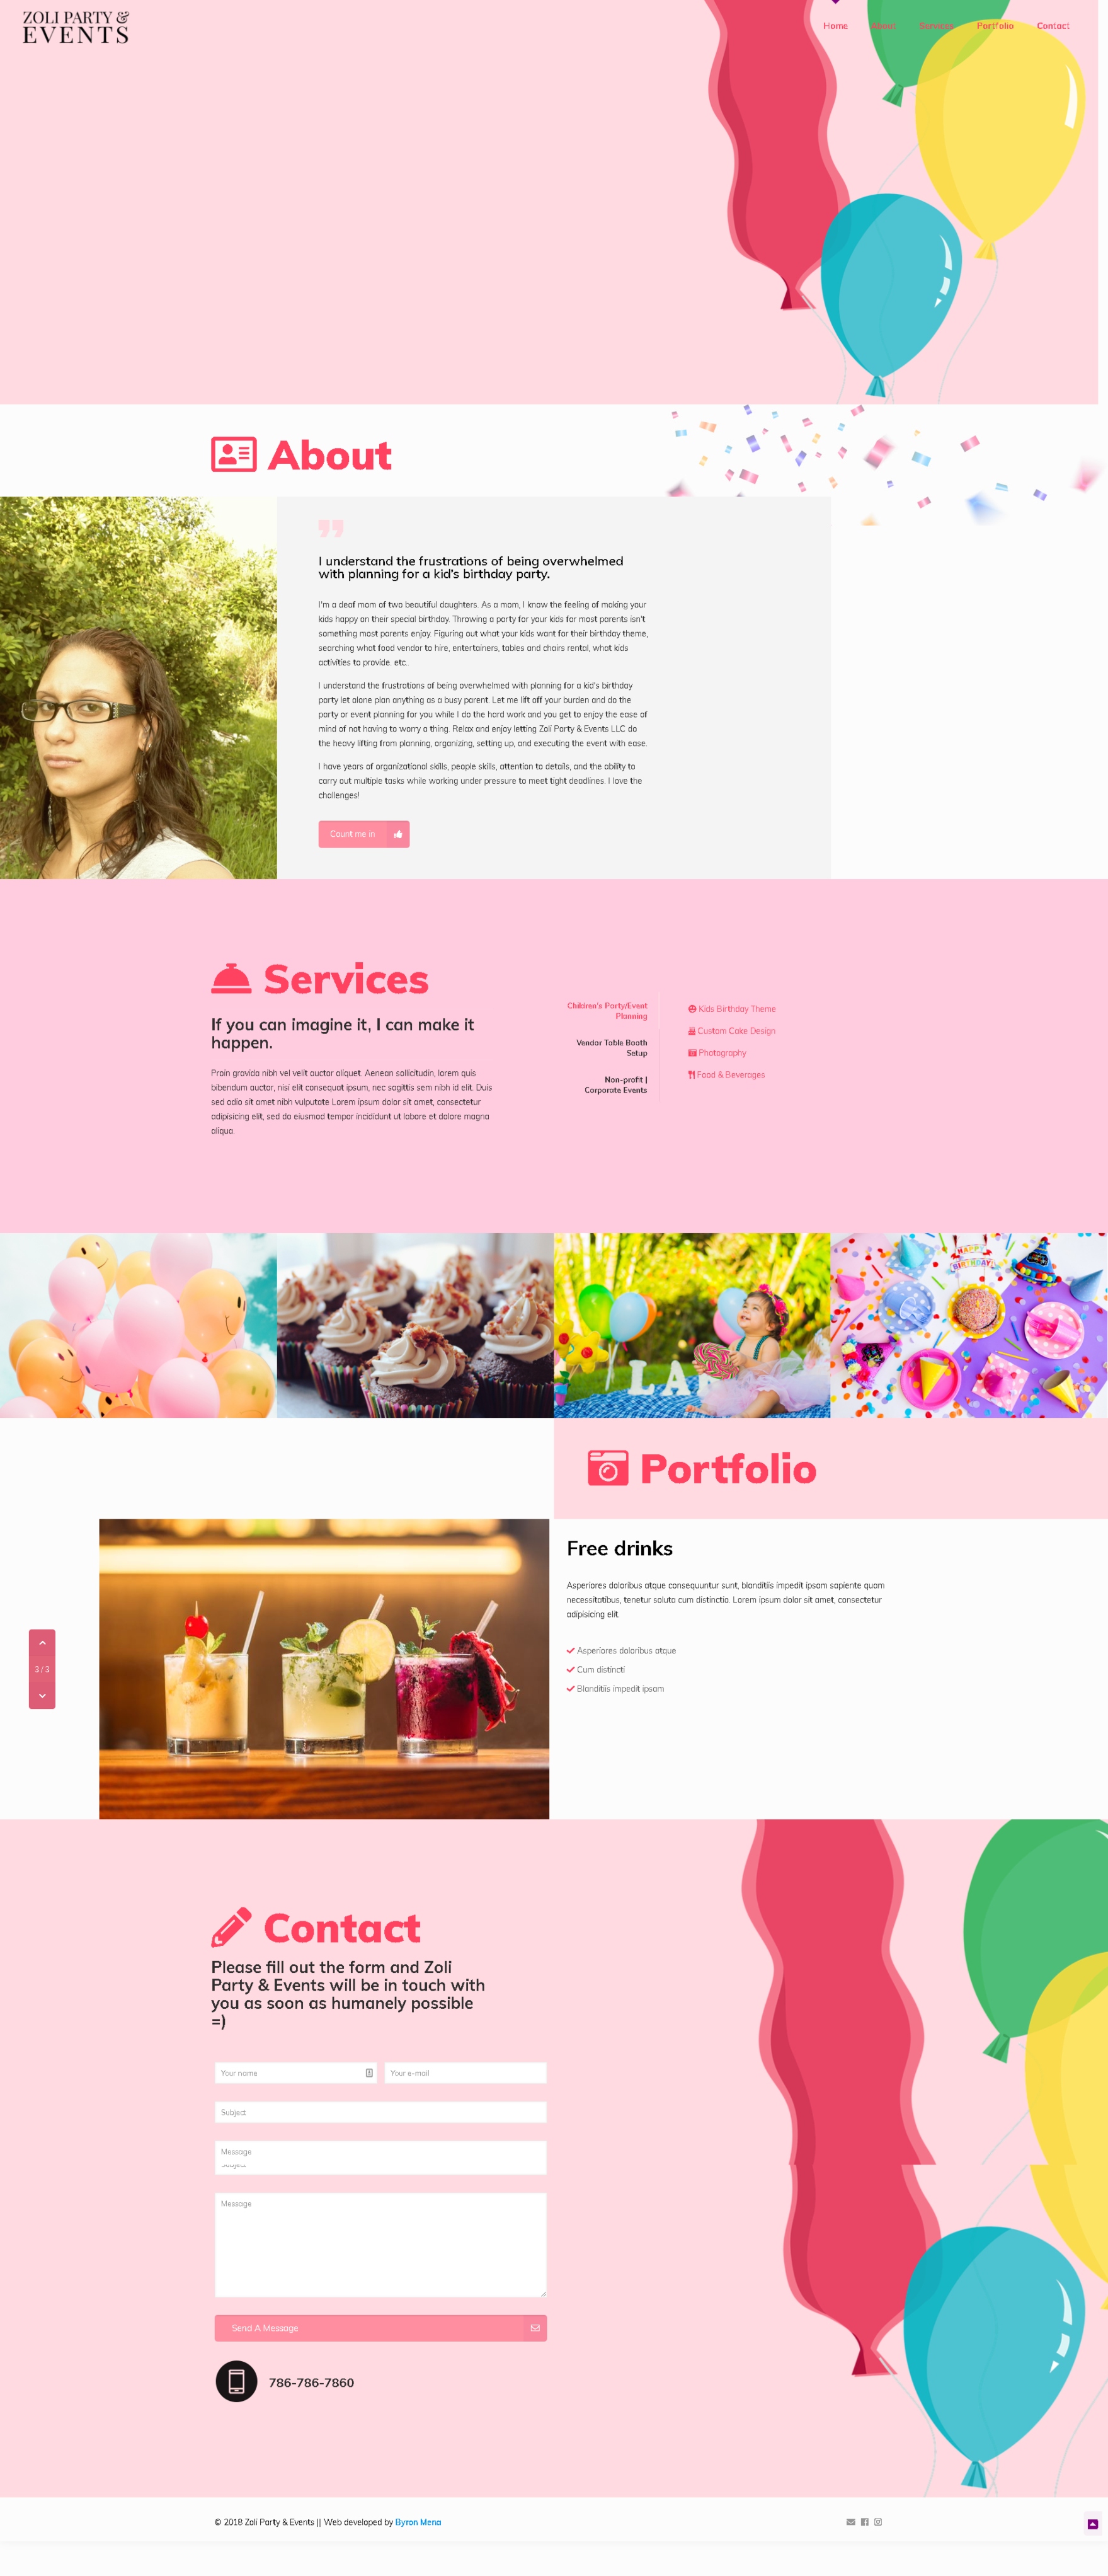 ZOLI PARTY &
EVENTS
Home About Services Portfolio Contact
About
I understand the frustrations of being overwhelmed
with planning for a kid's birthday party.
I'm a deaf mom of two beautiful daughters. As a mom, I know the feeling of making your
kids happy on their special birthday. Throwing a party for your kids for most parents isn't
something most parents enjoy. Figuring out what your kids want for their birthday theme,
searching what food vendor to hire, entertainers, tables and chairs rental, what kids
activities to provide. etc..
I understand the frustrations of being overwhelmed with planning for a kid's birthday
party let alone plan anything as a busy parent. Let me lift off your burden and do the
party or event planning for you while I do the hard work and you get to enjoy the ease of
mind of not having to worry a thing. Relax and enjoy letting Zoli Party & Events LLC do
the heavy lifting from planning, organizing, setting up, and executing the event with ease.
I have years of organizational skills, people skills, attention to details, and the ability to
carry out multiple tasks while working under pressure to meet tight deadlines. I love the
challenges!
Count me in
Services
If you can imagine it, I can make it
happen.
Proin gravida nibh vel velit auctor aliquet. Aenean sollicitudin, lorem quis
bibendum auctor, nisi elit consequat ipsum, nec sagittis sem nibh id elit. Duis
sed odio sit amet nibh vulputate Lorem ipsum dolor sit amet, consectetur
adipisicing elit, sed do eiusmod tempor incididunt ut labore et dolore magna
aliqua.
Children's Party/Event
Planning
Vendor Table Booth
Setup
Non-profit |
Corporate Events
Kids Birthday Theme
Custom Cake Design
Photography
Food & Beverages
HAPPY
BIRTHDAY
Portfolio
3 / 3
Free drinks
Asperiores doloribus atque consequuntur sunt, blanditiis impedit ipsam sapiente quam
necessitatibus, tenetur soluta cum distinctio. Lorem ipsum dolor sit amet, consectetur
adipisicing elit.
Asperiores doloribus atque
Cum distincti
Blanditiis impedit ipsam
Contact
Please fill out the form and Zoli
Party & Events will be in touch with
you as soon as humanely possible
=)
Your name Your e-mail
Subject
Message
Message
Send A Message
786-786-7860
© 2018 Zoli Party & Events || Web developed by Byron Mena